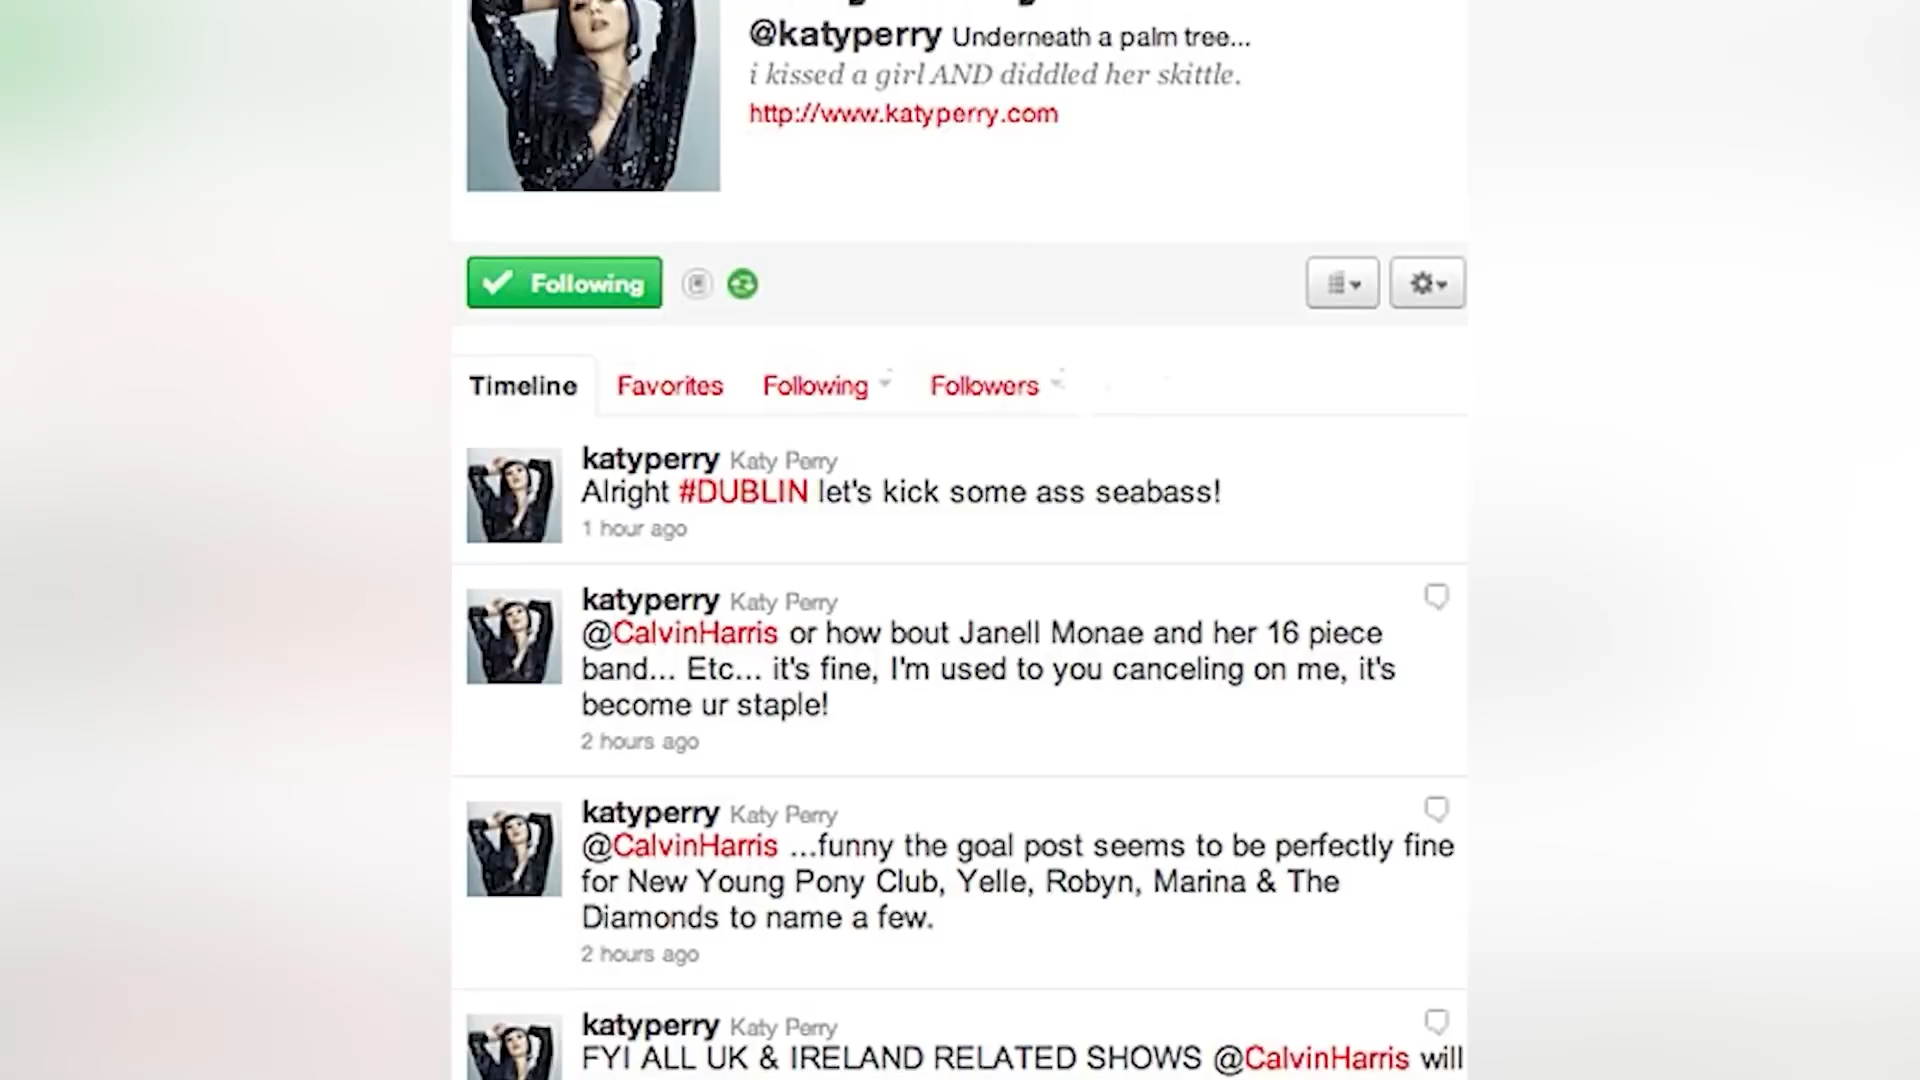 @katyperry Underneath a palm tree...
i kissed a girl AND diddled her skittle.
http://www.katyperry.com
Following
Timeline Favorites Following Followers
katyperry Katy Perry
Alright #DUBLIN let's kick some ass seabass!
1 hour ago
katyperry Katy Perry
@CalvinHarris or how bout Janell Monae and her 16 piece
band... Etc... it's fine, I'm used to you canceling on me, it's
become ur staple!
2 hours ago
katyperry Katy Perry
@CalvinHarris ...funny the goal post seems to be perfectly fine
for New Young Pony Club, Yelle, Robyn, Marina & The
Diamonds to name a few.
2 hours ago
katyperry Katy Perry
FYI ALL UK & IRELAND RELATED SHOWS @CalvinHarris will